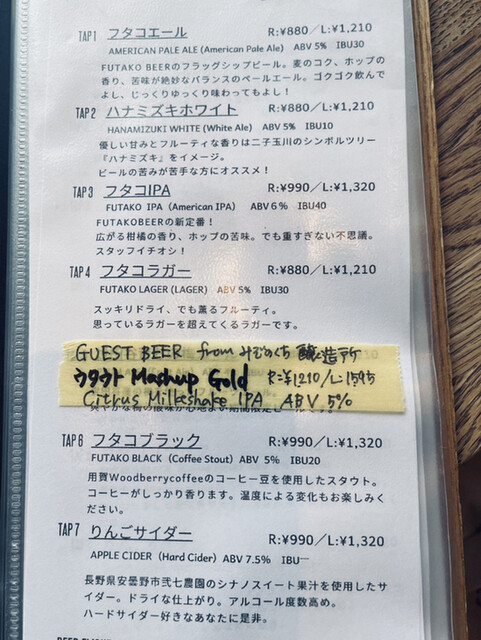 TAP1 フタコエール R:¥880/L:¥1,210
AMERICAN PALE ALE (American Pale Ale) ABV 5% IBU30
FUTAKO BEERのフラッグシップビール。麦のコク、ホップの
香り、苦味が絶妙なバランスのペールエール。ゴクゴク飲んで
よし、じっくりゆっくり味わってもよし！
TAP2 ハナミズキホワイト R:¥880/L:¥1,210
HANAMIZUKI WHITE (White Ale) ABV 5% IBU10
優しい甘みとフルーティな香りは二子玉川のシンボルツリー
『ハナミズキ』をイメージ。
ビールの苦みが苦手な方にオススメ！
TAP 3 フタコIPA R:¥990/L:¥1,320
FUTAKO IPA (American IPA) ABV 6% IBU40
FUTAKOBEERの新定番！
広がる柑橘の香り、ホップの苦味。でも重すぎない不思議。
スタッフイチオシ！
TAP 4 フタコラガー R:¥880/L:¥1,210
FUTAKO LAGER (LAGER) ABV 5% IBU30
スッキリドライ、でも薫るフルーティ。
思っているラガーを超えてくるラガーです。
GUEST BEER from みぞのくち 醸造所
ウタウト Mashup Gold R:¥1210/L:1595
Citrus Milkshake IPA ABV 5%
TAP 6 フタコブラック R:¥990/L:¥1,320
FUTAKO BLACK (Coffee Stout) ABV 5% IBU20
用賀Woodberrycoffeeのコーヒー豆を使用したスタウト。
コーヒーがしっかり香ります。温度による変化もお楽しみく
ださい。
TAP 7 りんごサイダー R:¥990/L:¥1,320
APPLE CIDER (Hard Cider) ABV 7.5% IBU―
長野県安曇野市弐七農園のシナノスイート果汁を使用したサ
イダー。ドライな仕上がり。アルコール度数高め。
ハードサイダー好きなあなたに是非。